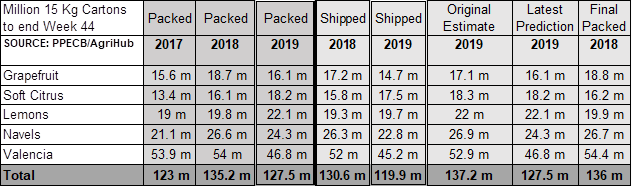 Million 15 Kg Cartons to end Week 44 Packed Packed Packed Shipped Shipped Original Estimate Latest Prediction Final Packed
SOURCE: PPECB/AgriHub 2017 2018 2019 2018 2019 2019 2019 2018
Grapefruit 15.6 m 18.7 m 16.1 m 17.2 m 14.7 m 17.1 m 16.1 m 18.8 m
Soft Citrus 13.4 m 16.1 m 18.2 m 15.8 m 17.5 m 18.3 m 18.2 m 16.2 m
Lemons 19 m 19.8 m 22.1 m 19.3 m 19.7 m 22 m 22.1 m 19.9 m
Navels 21.1 m 26.6 m 24.3 m 26.3 m 22.8 m 26.9 m 24.3 m 26.7 m
Valencia 53.9 m 54 m 46.8 m 52 m 45.2 m 52.9 m 46.8 m 54.4 m
Total 123 m 135.2 m 127.5 m 130.6 m 119.9 m 137.2 m 127.5 m 136 m